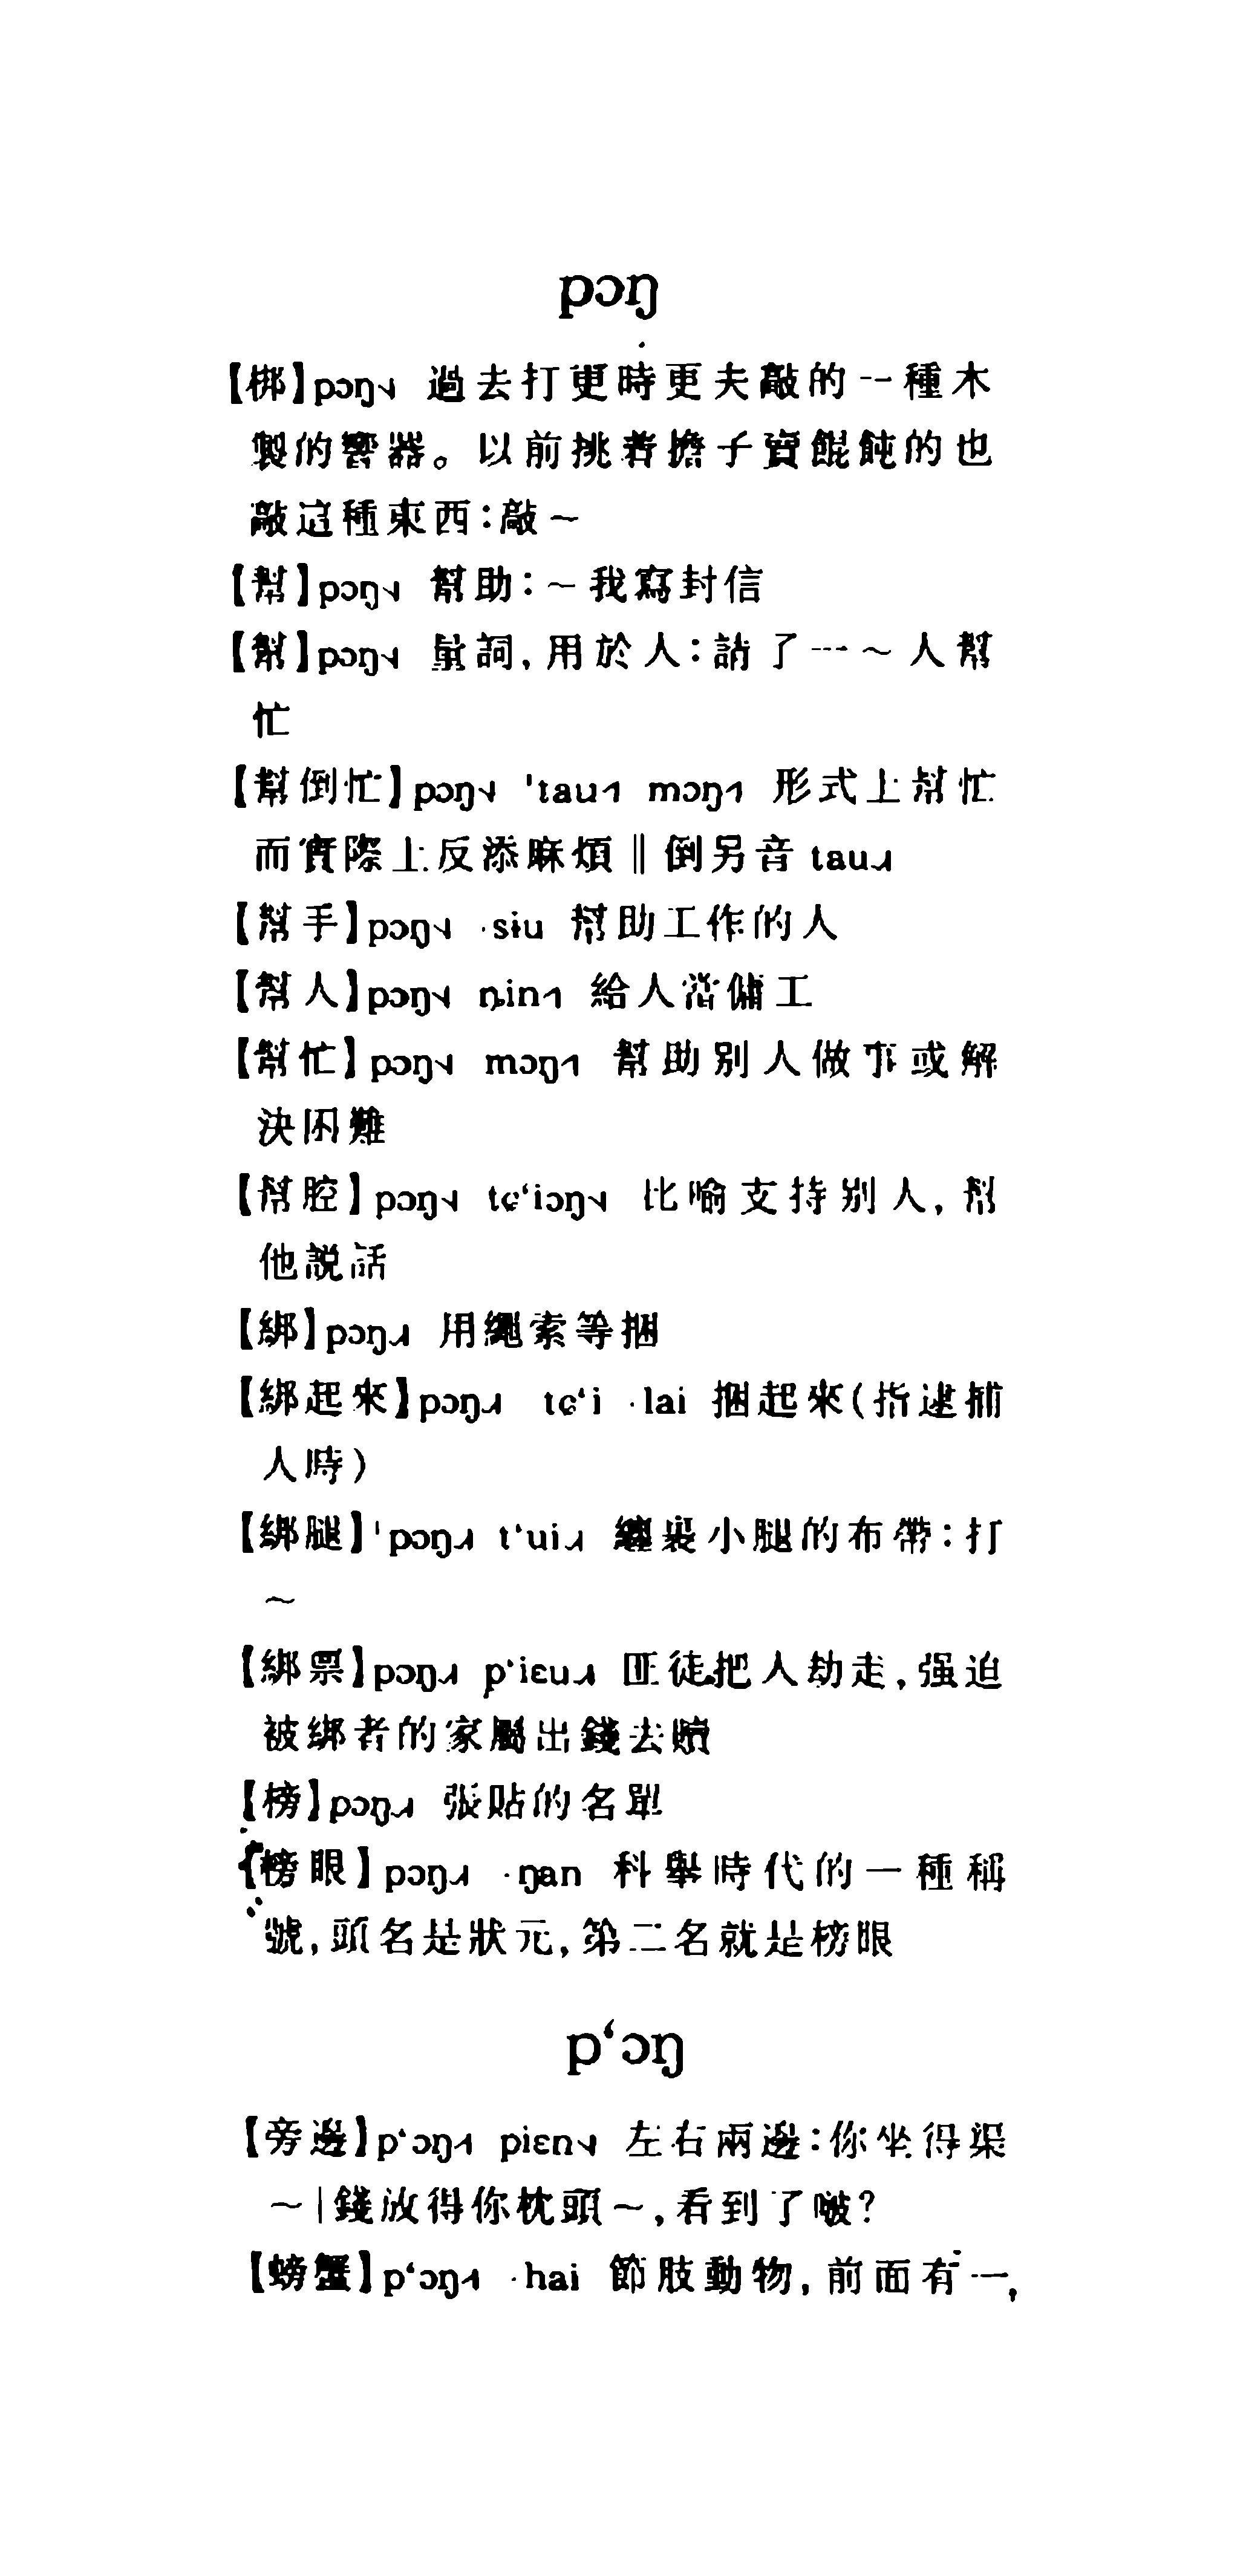 pɔŋ
【梆】pɔŋ˧˩ 過去打更時更夫敲的一種木
製的響器。以前挑着擔子賣餛飩的也
敲這種東西:敲～
【幫】pɔŋ˧˩ 幫助:～我寫封信
【幫】pɔŋ˧˩ 量詞,用於人:請了一～人幫
忙
【幫倒忙】pɔŋ˧˩ 'tau˧˥ mɔŋ˧˥ 形式上幫忙
而實際上反添麻煩‖倒另音 tau˩˧
【幫手】pɔŋ˧˩ ·siu 幫助工作的人
【幫人】pɔŋ˧˩ ȵin˧˥ 給人當傭工
【幫忙】pɔŋ˧˩ mɔŋ˧˥ 幫助別人做事或解
決困難
【幫腔】pɔŋ˧˩ tɕ‘iɔŋ˧˩ 比喻支持别人,幫
他説話
【綁】pɔŋ˩˧ 用繩索等捆
【綁起來】pɔŋ˩˧ tɕ‘i ·lai 捆起來(指逮捕
人時)
【綁腿】'pɔŋ˩˧ t‘ui˩˧ 纏裹小腿的布帶:打
～
【綁票】pɔŋ˩˧ p‘iɛu˩˧ 匪徒把人劫走,强迫
被綁者的家屬出錢去贖
【榜】pɔŋ˩˧ 張貼的名單
【榜眼】pɔŋ˩˧ ·ŋan 科舉時代的一種稱
號,頭名是狀元,第二名就是榜眼
p‘ɔŋ
【旁邊】p‘ɔŋ˧˥ piɛn˧˩ 左右兩邊:你坐得渠
～|錢放得你枕頭～,看到了啵?
【螃蟹】p‘ɔŋ˧˥ ·hai 節肢動物,前面有一